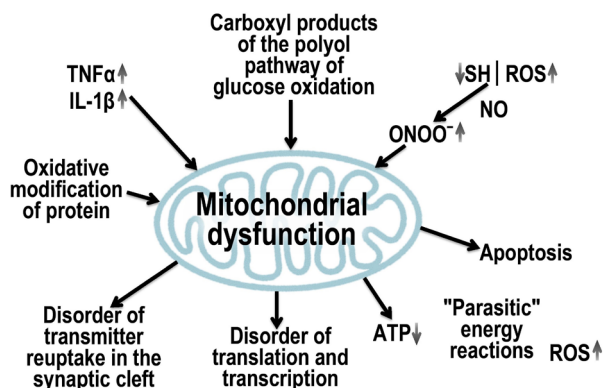 Carboxyl products
of the polyol
pathway of
glucose oxidation
TNFα↑
IL-1β↑
↓SH | ROS↑
NO
ONOO⁻↑
Oxidative
modification
of protein
Mitochondrial
dysfunction
Apoptosis
Disorder of
transmitter
reuptake in the
synaptic cleft
Disorder of
translation and
transcription
ATP↓
"Parasitic"
energy
reactions
ROS↑